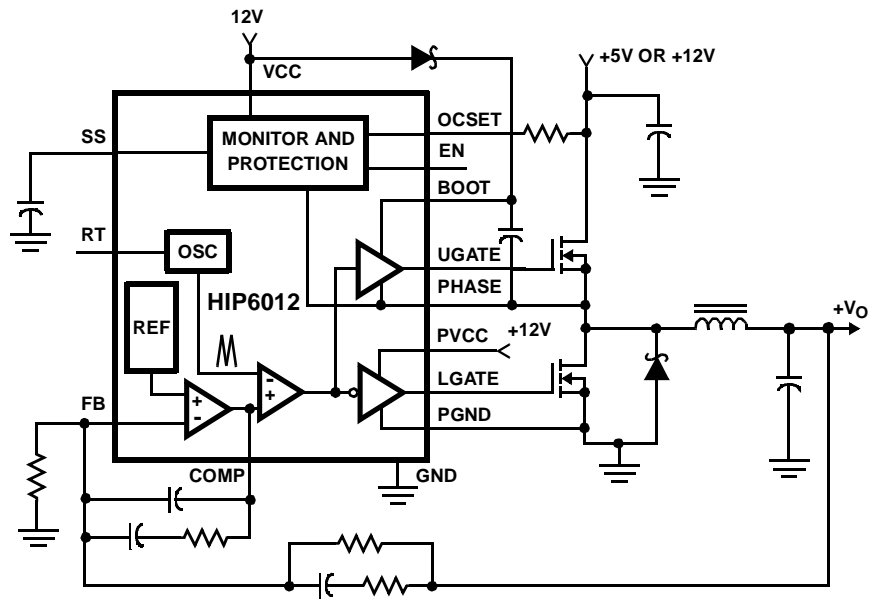 12V
VCC
+5V OR +12V
SS
MONITOR AND
PROTECTION
OCSET
EN
BOOT
RT
OSC
UGATE
HIP6012
PHASE
REF
+VO
PVCC
+12V
LGATE
FB
+
-
-
+
PGND
COMP
GND